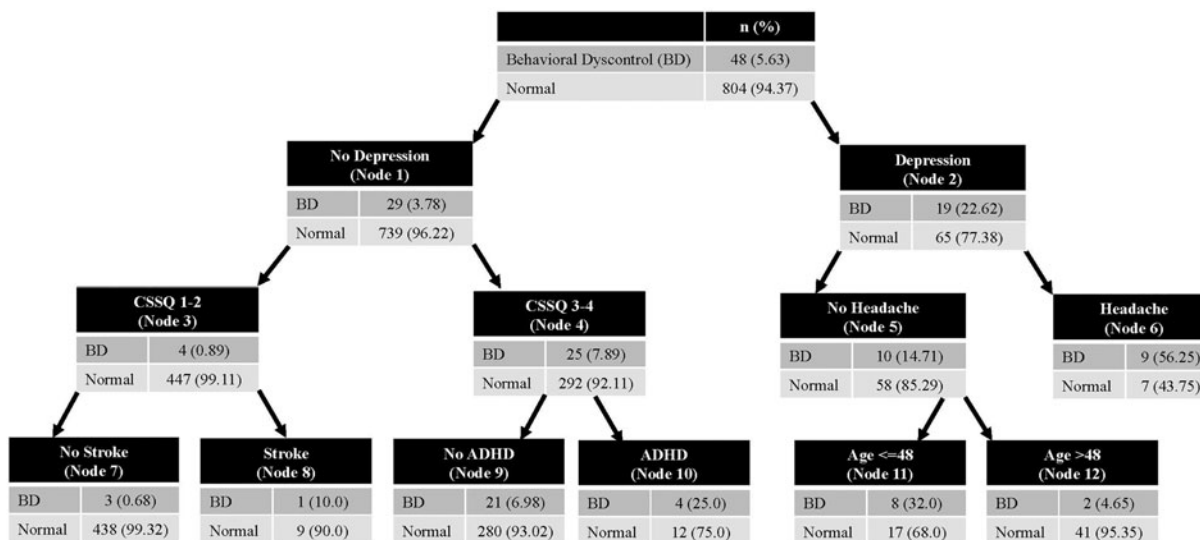 n (%)
Behavioral Dyscontrol (BD) 48 (5.63)
Normal 804 (94.37)
No Depression
(Node 1)
BD 29 (3.78)
Normal 739 (96.22)
Depression
(Node 2)
BD 19 (22.62)
Normal 65 (77.38)
CSSQ 1-2
(Node 3)
BD 4 (0.89)
Normal 447 (99.11)
CSSQ 3-4
(Node 4)
BD 25 (7.89)
Normal 292 (92.11)
No Headache
(Node 5)
BD 10 (14.71)
Normal 58 (85.29)
Headache
(Node 6)
BD 9 (56.25)
Normal 7 (43.75)
No Stroke
(Node 7)
BD 3 (0.68)
Normal 438 (99.32)
Stroke
(Node 8)
BD 1 (10.0)
Normal 9 (90.0)
No ADHD
(Node 9)
BD 21 (6.98)
Normal 280 (93.02)
ADHD
(Node 10)
BD 4 (25.0)
Normal 12 (75.0)
Age <=48
(Node 11)
BD 8 (32.0)
Normal 17 (68.0)
Age >48
(Node 12)
BD 2 (4.65)
Normal 41 (95.35)